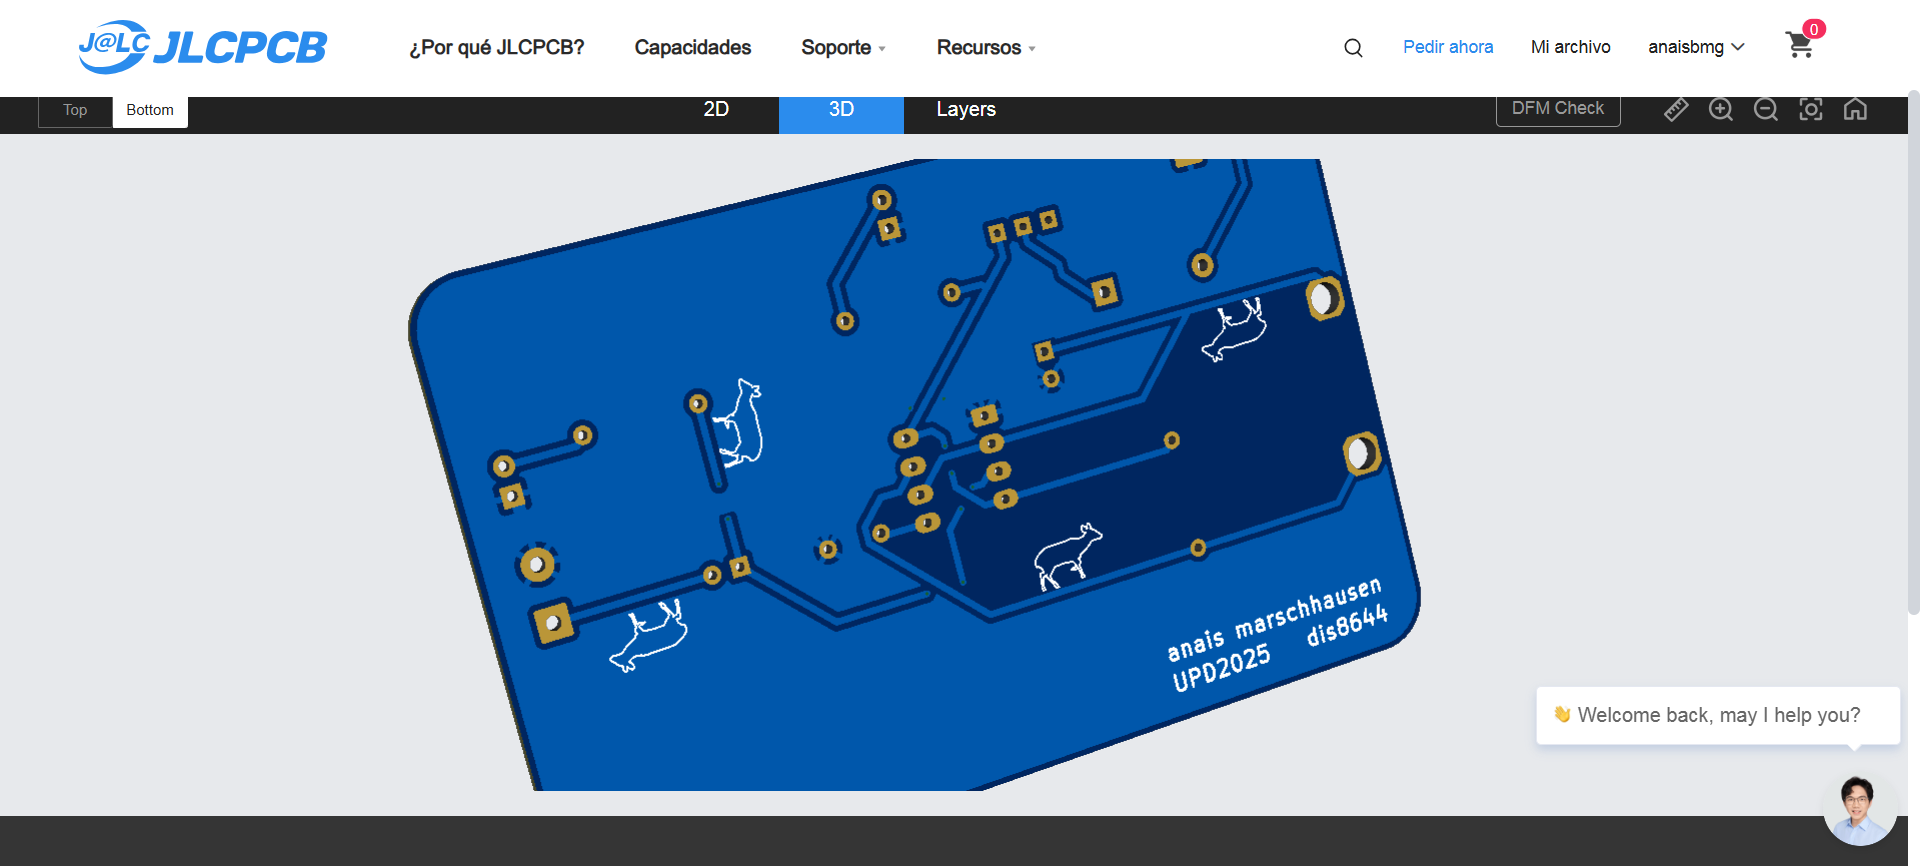 J@LC JLCPCB
¿Por qué JLCPCB?
Capacidades
Soporte
Recursos
Pedir ahora
Mi archivo
anaisbmg
0
Top
Bottom
2D
3D
Layers
DFM Check
anais marschhausen
UPD2025 dis8644
👋 Welcome back, may I help you?